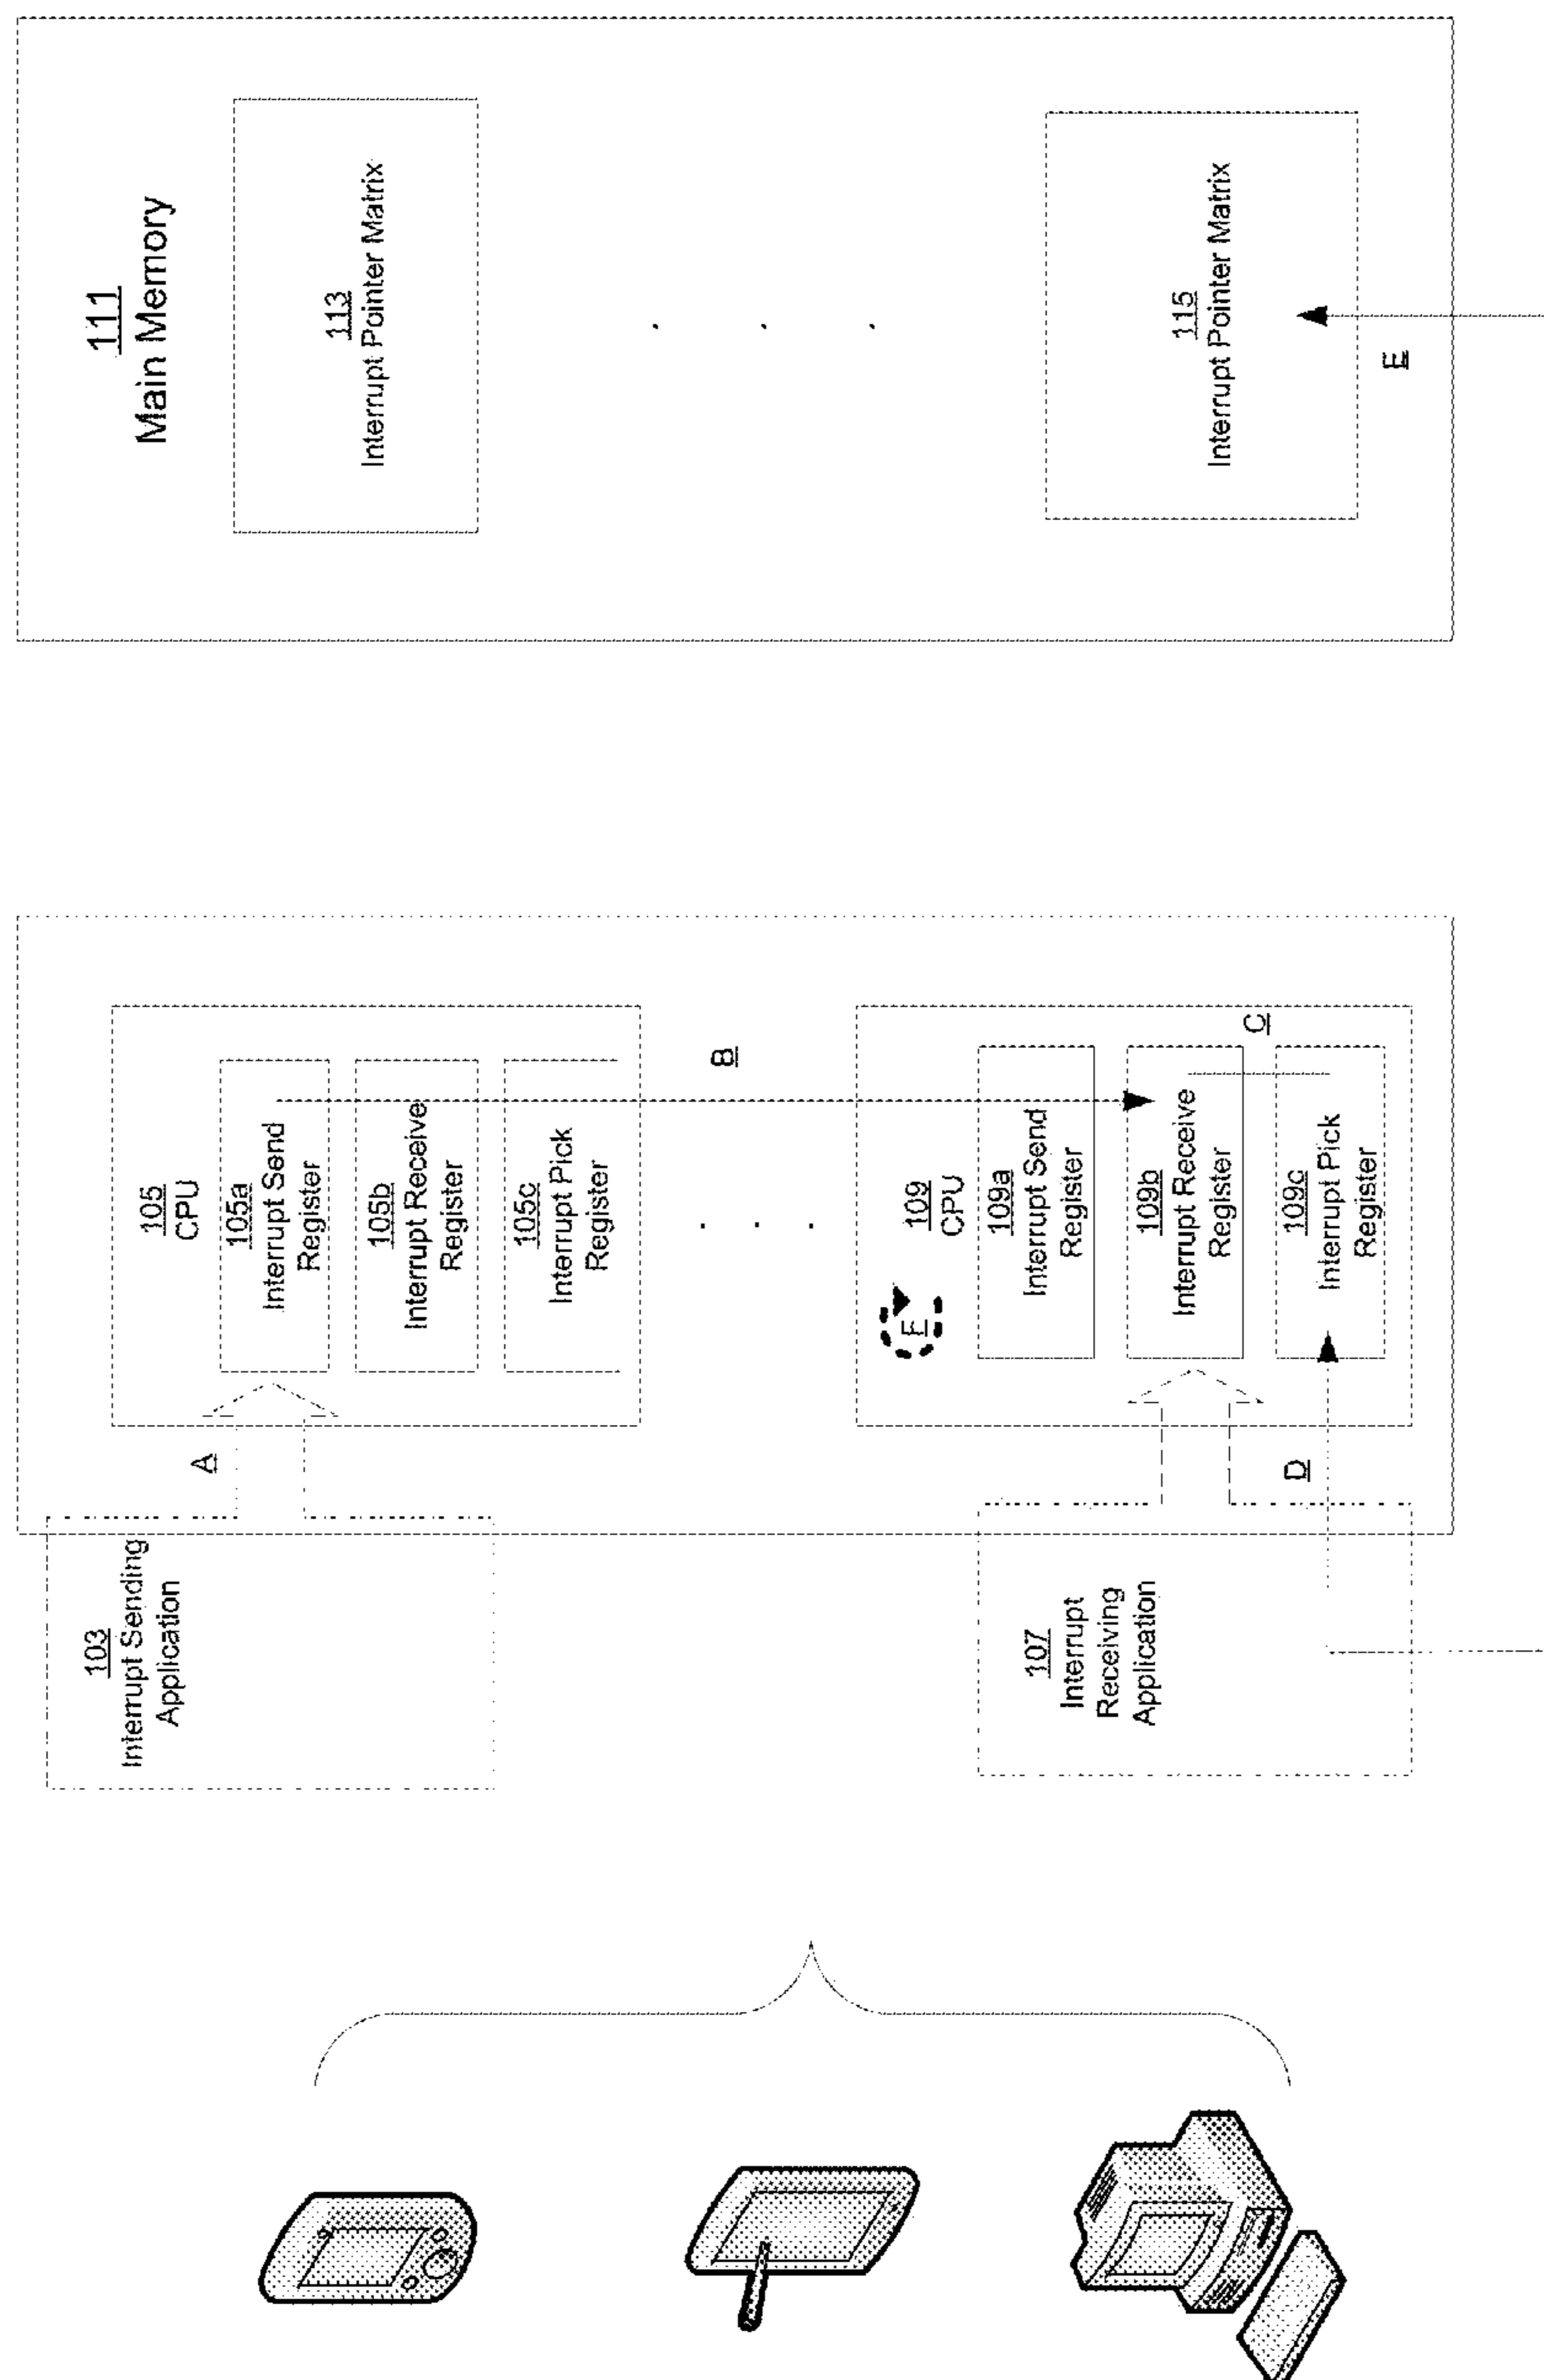 103
Interrupt Sending
Application
A
105
CPU
105a
Interrupt Send
Register
105b
Interrupt Receive
Register
105c
Interrupt Pick
Register
B
107
Interrupt
Receiving
Application
D
F
109
CPU
109a
Interrupt Send
Register
109b
Interrupt Receive
Register
C
109c
Interrupt Pick
Register
111
Main Memory
113
Interrupt Pointer Matrix
115
Interrupt Pointer Matrix
E